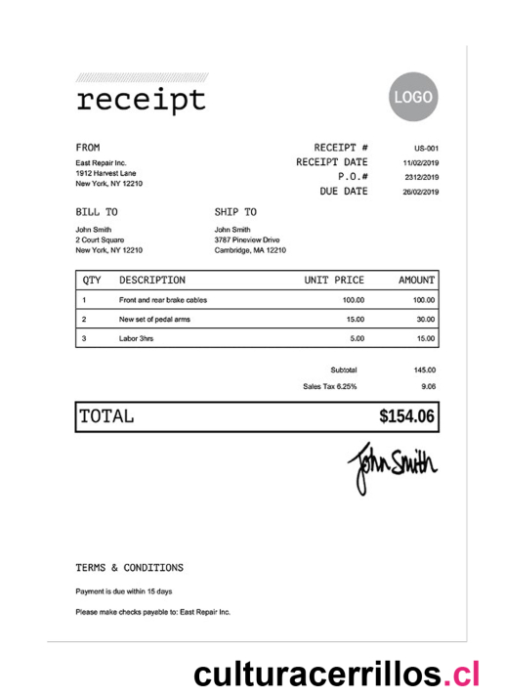 receipt
LOGO
FROM
East Repair Inc.
1912 Harvest Lane
New York, NY 12210
RECEIPT # US-001
RECEIPT DATE 11/02/2019
P.O.# 2312/2019
DUE DATE 26/02/2019
BILL TO
John Smith
2 Court Square
New York, NY 12210
SHIP TO
John Smith
3787 Pineview Drive
Cambridge, MA 12210
QTY DESCRIPTION UNIT PRICE AMOUNT
1 Front and rear brake cables 100.00 100.00
2 New set of pedal arms 15.00 30.00
3 Labor 3hrs 5.00 15.00
Subtotal 145.00
Sales Tax 6.25% 9.06
TOTAL $154.06
John Smith
TERMS & CONDITIONS
Payment is due within 15 days
Please make checks payable to: East Repair Inc.
culturacerrillos.cl